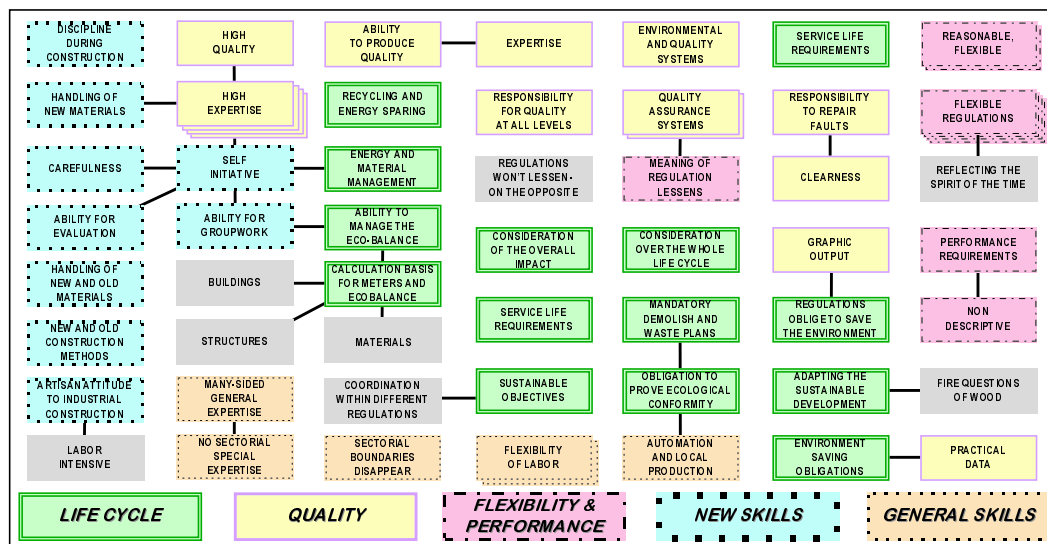 DISCIPLINE
DURING
CONSTRUCTION
HIGH
QUALITY
ABILITY
TO PRODUCE
QUALITY
EXPERTISE
ENVIRONMENTAL
AND QUALITY
SYSTEMS
SERVICE LIFE
REQUIREMENTS
REASONABLE,
FLEXIBLE
HANDLING OF
NEW MATERIALS
HIGH
EXPERTISE
RECYCLING AND
ENERGY SPARING
RESPONSIBILITY
FOR QUALITY
AT ALL LEVELS
QUALITY
ASSURANCE
SYSTEMS
RESPONSIBILITY
TO REPAIR
FAULTS
FLEXIBLE
REGULATIONS
CAREFULNESS
SELF
INITIATIVE
ENERGY AND
MATERIAL
MANAGEMENT
REGULATIONS
WON'T LESSEN-
ON THE OPPOSITE
MEANING OF
REGULATION
LESSENS
CLEARNESS
REFLECTING THE
SPIRIT OF THE TIME
ABILITY FOR
EVALUATION
ABILITY FOR
GROUPWORK
ABILITY TO
MANAGE THE
ECO-BALANCE
CONSIDERATION
OF THE OVERALL
IMPACT
CONSIDERATION
OVER THE WHOLE
LIFE CYCLE
GRAPHIC
OUTPUT
PERFORMANCE
REQUIREMENTS
HANDLING OF
NEW AND OLD
MATERIALS
BUILDINGS
CALCULATION BASIS
FOR METERS AND
ECOBALANCE
SERVICE LIFE
REQUIREMENTS
MANDATORY
DEMOLISH AND
WASTE PLANS
REGULATIONS
OBLIGE TO SAVE
THE ENVIRONMENT
NON
DESCRIPTIVE
NEW AND OLD
CONSTRUCTION
METHODS
STRUCTURES
MATERIALS
ARTISAN ATTITUDE
TO INDUSTRIAL
CONSTRUCTION
MANY-SIDED
GENERAL
EXPERTISE
COORDINATION
WITHIN DIFFERENT
REGULATIONS
SUSTAINABLE
OBJECTIVES
OBLIGATION TO
PROVE ECOLOGICAL
CONFORMITY
ADAPTING THE
SUSTAINABLE
DEVELOPMENT
FIRE QUESTIONS
OF WOOD
LABOR
INTENSIVE
NO SECTORIAL
SPECIAL
EXPERTISE
SECTORIAL
BOUNDARIES
DISAPPEAR
FLEXIBILITY
OF LABOR
AUTOMATION
AND LOCAL
PRODUCTION
ENVIRONMENT
SAVING
OBLIGATIONS
PRACTICAL
DATA
LIFE CYCLE
QUALITY
FLEXIBILITY &
PERFORMANCE
NEW SKILLS
GENERAL SKILLS